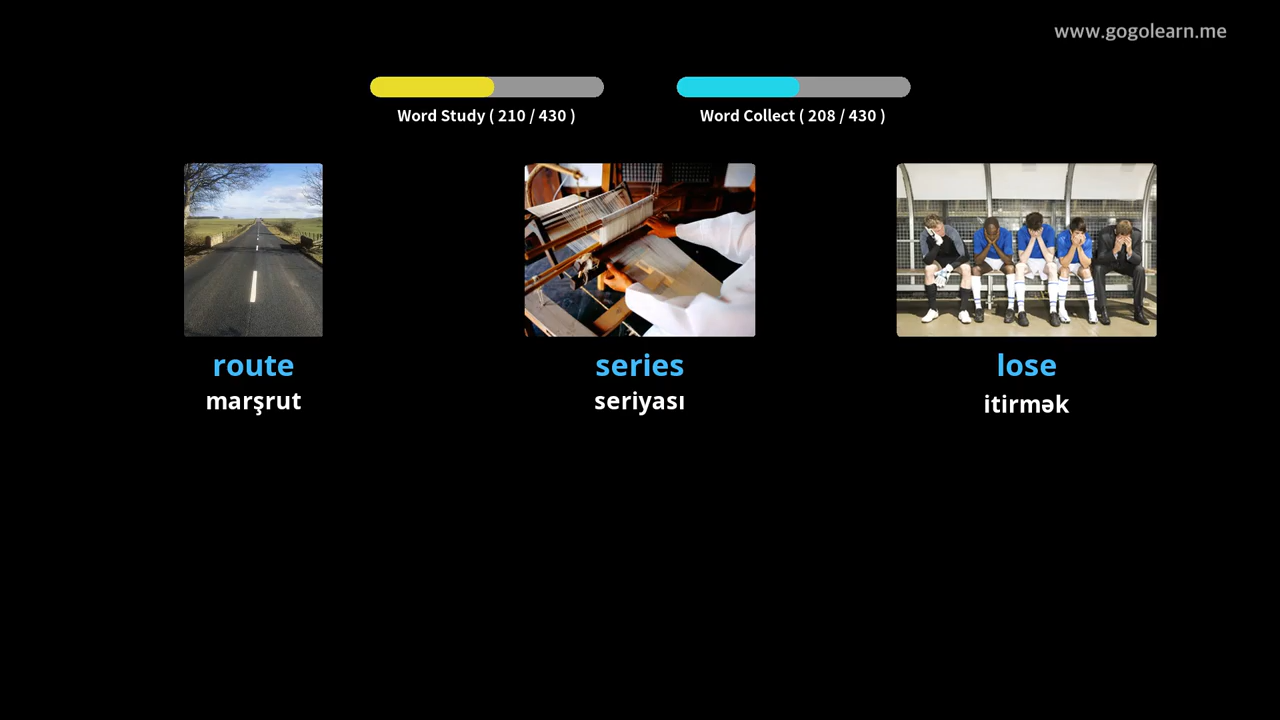 www.gogolearn.me
Word Study ( 210 / 430 )
Word Collect ( 208 / 430 )
route
series
lose
marşrut
seriyası
itirmək